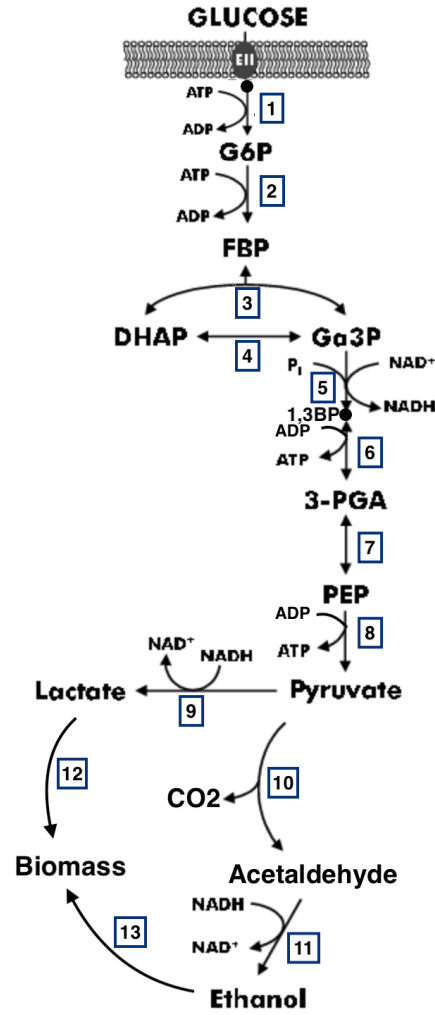 GLUCOSE
EII
ATP
1
ADP
G6P
ATP
2
ADP
FBP
3
DHAP
Ga3P
4
Pi
NAD+
5
NADH
1,3BP
ADP
6
ATP
3-PGA
7
PEP
ADP
8
ATP
NAD+
NADH
Lactate
Pyruvate
9
12
10
CO2
Biomass
Acetaldehyde
NADH
13
NAD+
11
Ethanol